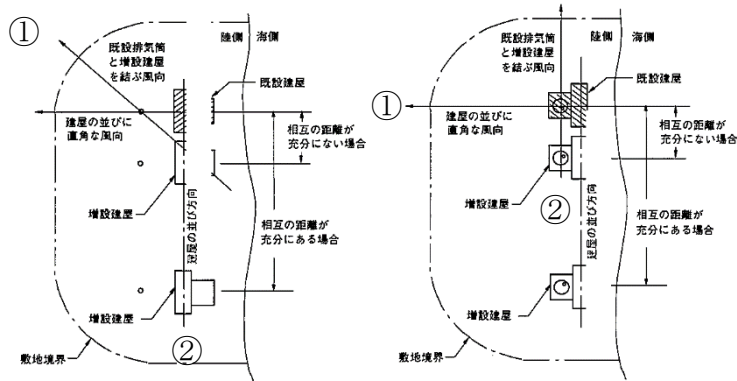 ①
既設排気筒
と増設建屋
を結ぶ風向
陸側 海側
既設建屋
建屋の並びに
直角な風向
相互の距離が
充分にない場合
増設建屋
建屋の並び方向
相互の距離が
充分にある場合
増設建屋
敷地境界
②
②
既設排気筒
と増設建屋
を結ぶ風向
陸側 海側
既設建屋
①
建屋の並びに
直角な風向
相互の距離が
充分にない場合
増設建屋
②
建屋の並び方向
相互の距離が
充分にある場合
増設建屋
敷地境界